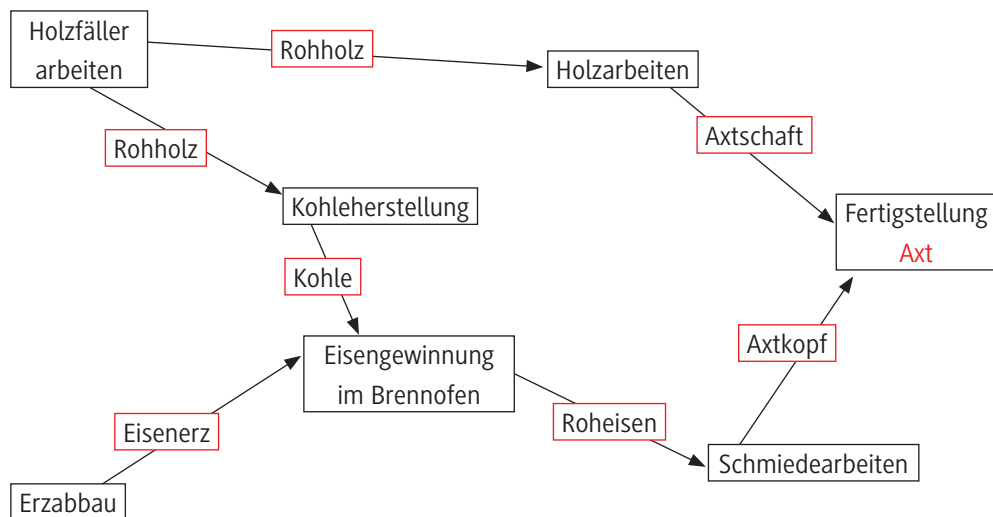 Holzfäller
arbeiten
Rohholz
Holzarbeiten
Rohholz
Axtschaft
Kohleherstellung
Fertigstellung
Axt
Kohle
Eisengewinnung
im Brennofen
Axtkopf
Eisenerz
Roheisen
Schmiedearbeiten
Erzabbau